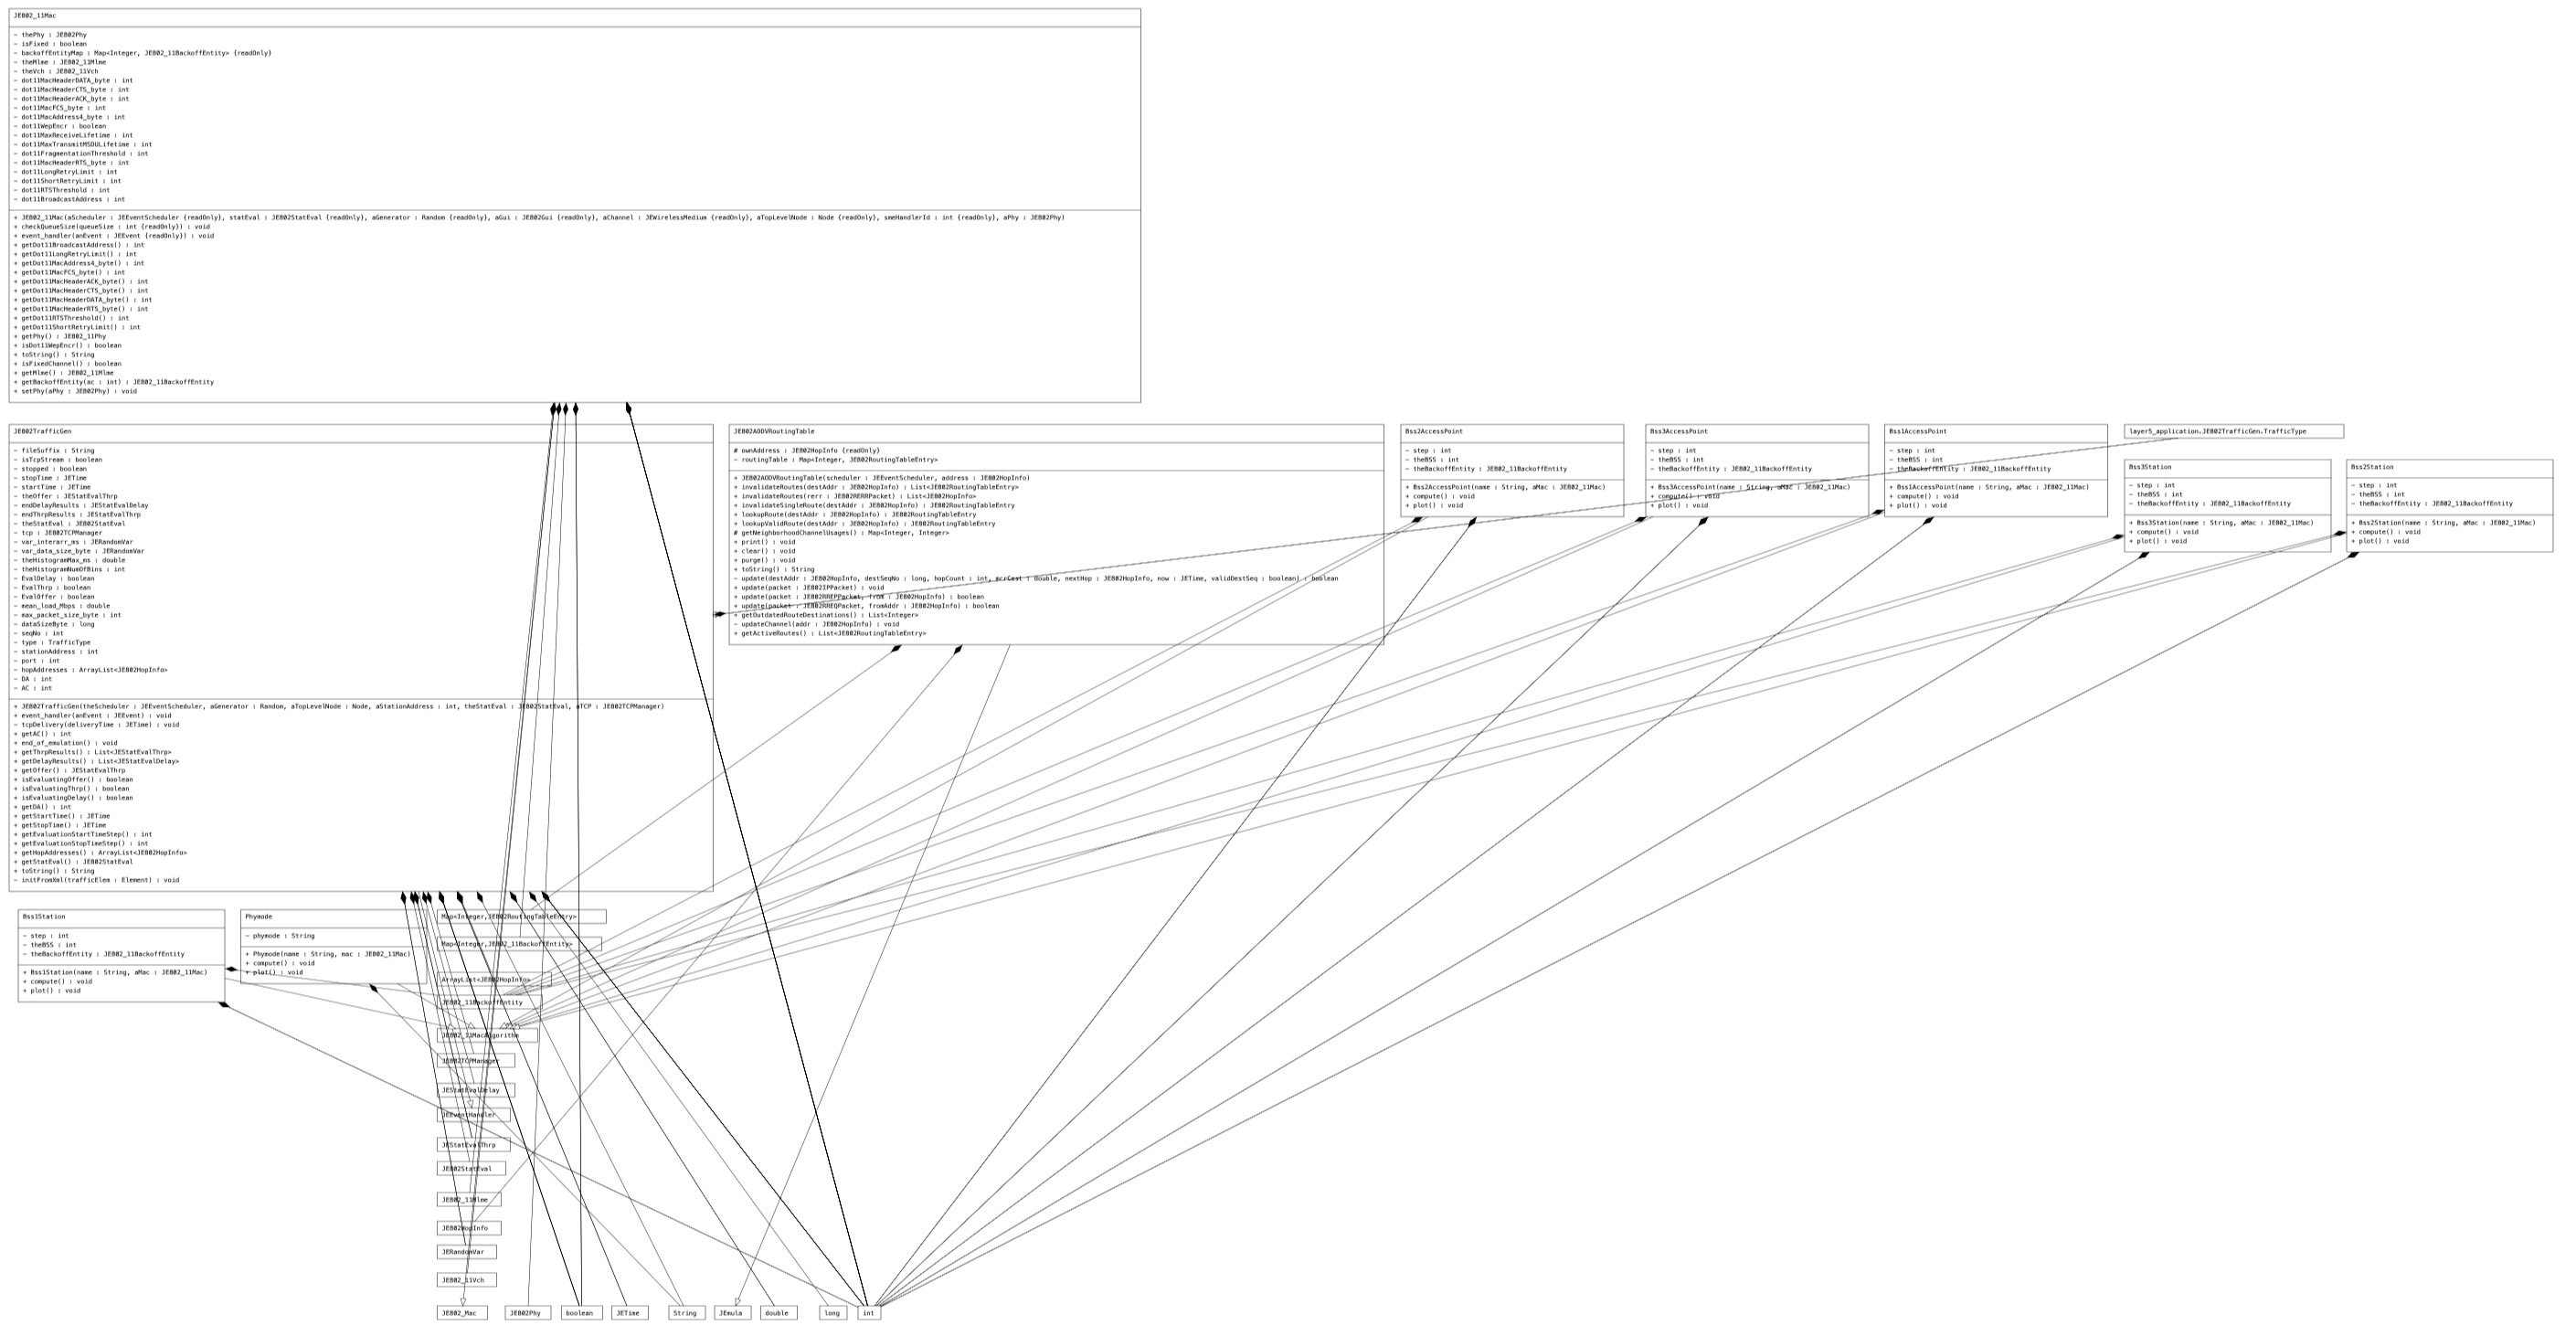 JE802_11Mac
− thePhy : JE802Phy
− isFixed : boolean
− backoffEntityMap : Map<Integer, JE802_11BackoffEntity> {readOnly}
− theMlme : JE802_11Mlme
− theVch : JE802_11Vch
− dot11MacHeaderDATA_byte : int
− dot11MacHeaderCTS_byte : int
− dot11MacHeaderACK_byte : int
− dot11MacFCS_byte : int
− dot11MacAddress4_byte : int
− dot11WepEncr : boolean
− dot11MaxReceiveLifetime : int
− dot11MaxTransmitMSDULifetime : int
− dot11FragmentationThreshold : int
− dot11MacHeaderRTS_byte : int
− dot11LongRetryLimit : int
− dot11ShortRetryLimit : int
− dot11RTSThreshold : int
− dot11BroadcastAddress : int
+ JE802_11Mac(aScheduler : JEEventScheduler {readOnly}, statEval : JE802StatEval {readOnly}, aGenerator : Random {readOnly}, aGui : JE802Gui {readOnly}, aChannel : JEWirelessMedium {readOnly}, aTopLevelNode : Node {readOnly}, smeHandlerId : int {readOnly}, aPhy : JE802Phy)
+ checkQueueSize(queueSize : int {readOnly}) : void
+ event_handler(anEvent : JEEvent {readOnly}) : void
+ getDot11BroadcastAddress() : int
+ getDot11LongRetryLimit() : int
+ getDot11MacAddress4_byte() : int
+ getDot11MacFCS_byte() : int
+ getDot11MacHeaderACK_byte() : int
+ getDot11MacHeaderCTS_byte() : int
+ getDot11MacHeaderDATA_byte() : int
+ getDot11MacHeaderRTS_byte() : int
+ getDot11RTSThreshold() : int
+ getDot11ShortRetryLimit() : int
+ getPhy() : JE802_11Phy
+ isDot11WepEncr() : boolean
+ toString() : String
+ isFixedChannel() : boolean
+ getMlme() : JE802_11Mlme
+ getBackoffEntity(ac : int) : JE802_11BackoffEntity
+ setPhy(aPhy : JE802Phy) : void
JE802TrafficGen
− fileSuffix : String
− isTcpStream : boolean
− stopped : boolean
− stopTime : JETime
− startTime : JETime
− theOffer : JEStatEvalThrp
− endDelayResults : JEStatEvalDelay
− endThrpResults : JEStatEvalThrp
− theStatEval : JE802StatEval
− tcp : JE802TCPManager
− var_interarr_ms : JERandomVar
− var_data_size_byte : JERandomVar
− theHistogramMax_ms : double
− theHistogramNumOfBins : int
− EvalDelay : boolean
− EvalThrp : boolean
− EvalOffer : boolean
− mean_load_Mbps : double
− max_packet_size_byte : int
− dataSizeByte : long
− seqNo : int
− type : TrafficType
− stationAddress : int
− port : int
− hopAddresses : ArrayList<JE802HopInfo>
− DA : int
− AC : int
+ JE802TrafficGen(theScheduler : JEEventScheduler, aGenerator : Random, aTopLevelNode : Node, aStationAddress : int, theStatEval : JE802StatEval, aTCP : JE802TCPManager)
+ event_handler(anEvent : JEEvent) : void
− tcpDelivery(deliveryTime : JETime) : void
+ getAC() : int
+ end_of_emulation() : void
+ getThrpResults() : List<JEStatEvalThrp>
+ getDelayResults() : List<JEStatEvalDelay>
+ getOffer() : JEStatEvalThrp
+ isEvaluatingOffer() : boolean
+ isEvaluatingThrp() : boolean
+ isEvaluatingDelay() : boolean
+ getDA() : int
+ getStartTime() : JETime
+ getStopTime() : JETime
+ getEvaluationStartTimeStep() : int
+ getEvaluationStopTimeStep() : int
+ getHopAddresses() : ArrayList<JE802HopInfo>
+ getStatEval() : JE802StatEval
+ toString() : String
− initFromXml(trafficElem : Element) : void
JE802AODVRoutingTable
# ownAddress : JE802HopInfo {readOnly}
− routingTable : Map<Integer, JE802RoutingTableEntry>
+ JE802AODVRoutingTable(scheduler : JEEventScheduler, address : JE802HopInfo)
+ invalidateRoutes(destAddr : JE802HopInfo) : List<JE802RoutingTableEntry>
+ invalidateRoutes(rerr : JE802RERRPacket) : List<JE802HopInfo>
+ invalidateSingleRoute(destAddr : JE802HopInfo) : JE802RoutingTableEntry
+ lookupRoute(destAddr : JE802HopInfo) : JE802RoutingTableEntry
+ lookupValidRoute(destAddr : JE802HopInfo) : JE802RoutingTableEntry
# getNeighborhoodChannelUsages() : Map<Integer, Integer>
+ print() : void
+ clear() : void
+ purge() : void
+ toString() : String
− update(destAddr : JE802HopInfo, destSeqNo : long, hopCount : int, mcrCost : double, nextHop : JE802HopInfo, now : JETime, validDestSeq : boolean) : boolean
+ update(packet : JE802IPPacket) : void
+ update(packet : JE802RREPPacket, from : JE802HopInfo) : boolean
+ update(packet : JE802RREQPacket, fromAddr : JE802HopInfo) : boolean
+ getOutdatedRouteDestinations() : List<Integer>
− updateChannel(addr : JE802HopInfo) : void
+ getActiveRoutes() : List<JE802RoutingTableEntry>
Bss2AccessPoint
− step : int
− theBSS : int
− theBackoffEntity : JE802_11BackoffEntity
+ Bss2AccessPoint(name : String, aMac : JE802_11Mac)
+ compute() : void
+ plot() : void
Bss3AccessPoint
− step : int
− theBSS : int
− theBackoffEntity : JE802_11BackoffEntity
+ Bss3AccessPoint(name : String, aMac : JE802_11Mac)
+ compute() : void
+ plot() : void
Bss1AccessPoint
− step : int
− theBSS : int
− theBackoffEntity : JE802_11BackoffEntity
+ Bss1AccessPoint(name : String, aMac : JE802_11Mac)
+ compute() : void
+ plot() : void
layer5_application.JE802TrafficGen.TrafficType
Bss3Station
− step : int
− theBSS : int
− theBackoffEntity : JE802_11BackoffEntity
+ Bss3Station(name : String, aMac : JE802_11Mac)
+ compute() : void
+ plot() : void
Bss2Station
− step : int
− theBSS : int
− theBackoffEntity : JE802_11BackoffEntity
+ Bss2Station(name : String, aMac : JE802_11Mac)
+ compute() : void
+ plot() : void
Bss1Station
− step : int
− theBSS : int
− theBackoffEntity : JE802_11BackoffEntity
+ Bss1Station(name : String, aMac : JE802_11Mac)
+ compute() : void
+ plot() : void
Phymode
− phymode : String
+ Phymode(name : String, mac : JE802_11Mac)
+ compute() : void
+ plot() : void
Map<Integer,JE802RoutingTableEntry>
Map<Integer,JE802_11BackoffEntity>
ArrayList<JE802HopInfo>
JE802_11BackoffEntity
JE802_11MacAlgorithm
JE802TCPManager
JEStatEvalDelay
JEEventHandler
JEStatEvalThrp
JE802StatEval
JE802_11Mlme
JE802HopInfo
JERandomVar
JE802_11Vch
JE802_Mac
JE802Phy
boolean
JETime
String
JEmula
double
long
int